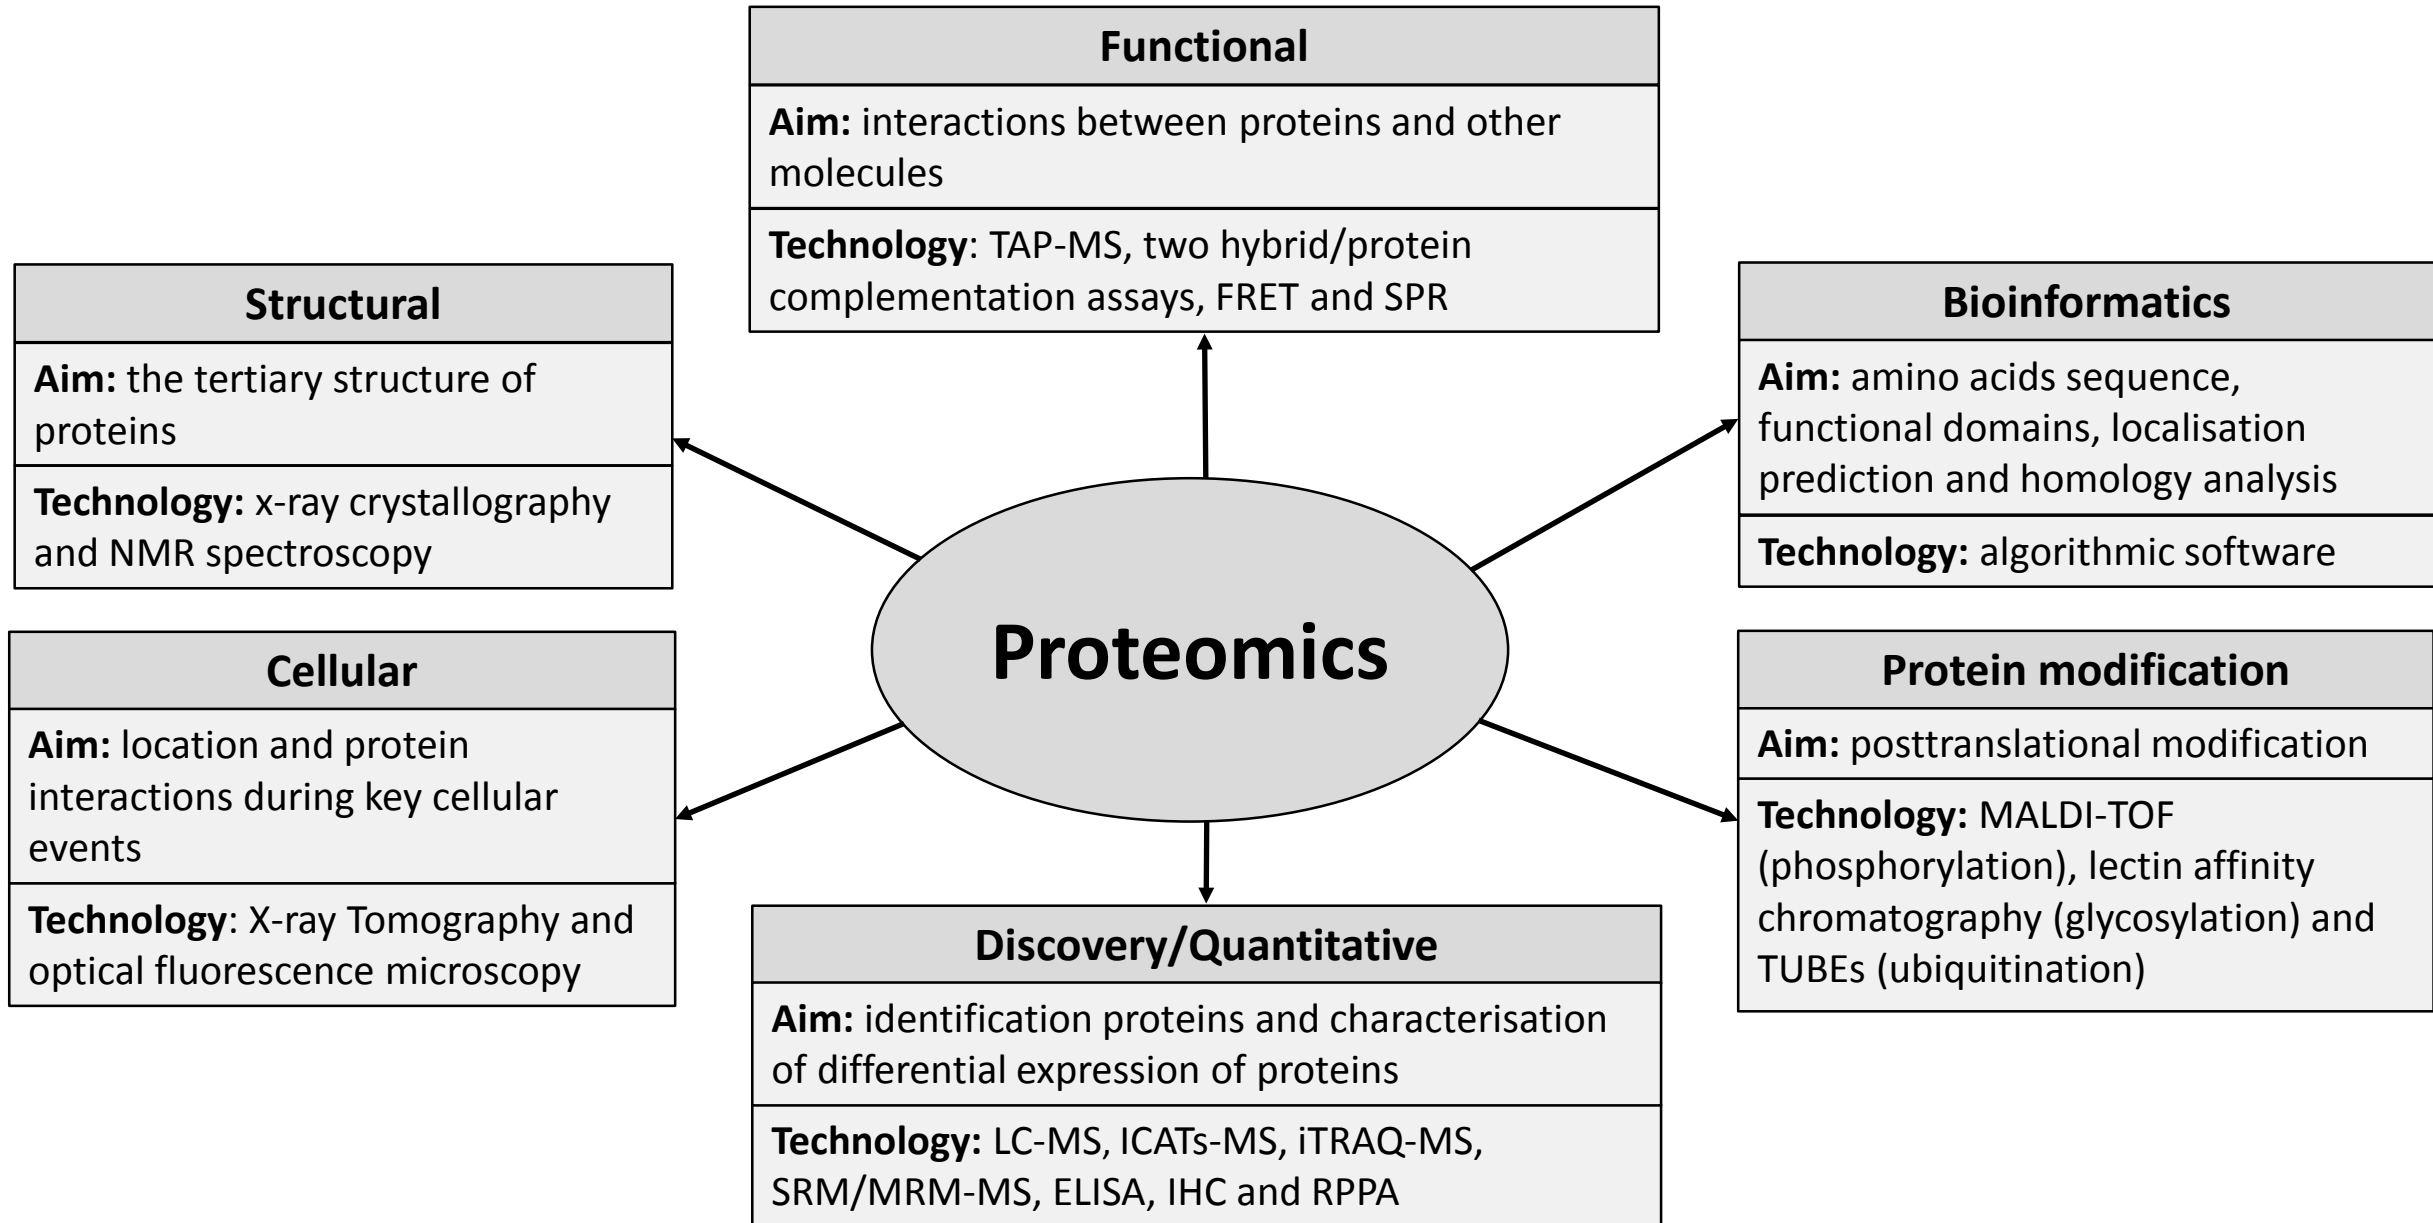 Functional
Aim: interactions between proteins and other
molecules
Technology: TAP-MS, two hybrid/protein
complementation assays, FRET and SPR
Structural
Aim: the tertiary structure of
proteins
Technology: x-ray crystallography
and NMR spectroscopy
Bioinformatics
Aim: amino acids sequence,
functional domains, localisation
prediction and homology analysis
Technology: algorithmic software
Proteomics
Cellular
Aim: location and protein
interactions during key cellular
events
Technology: X-ray Tomography and
optical fluorescence microscopy
Protein modification
Aim: posttranslational modification
Technology: MALDI-TOF
(phosphorylation), lectin affinity
chromatography (glycosylation) and
TUBEs (ubiquitination)
Discovery/Quantitative
Aim: identification proteins and characterisation
of differential expression of proteins
Technology: LC-MS, ICATs-MS, iTRAQ-MS,
SRM/MRM-MS, ELISA, IHC and RPPA